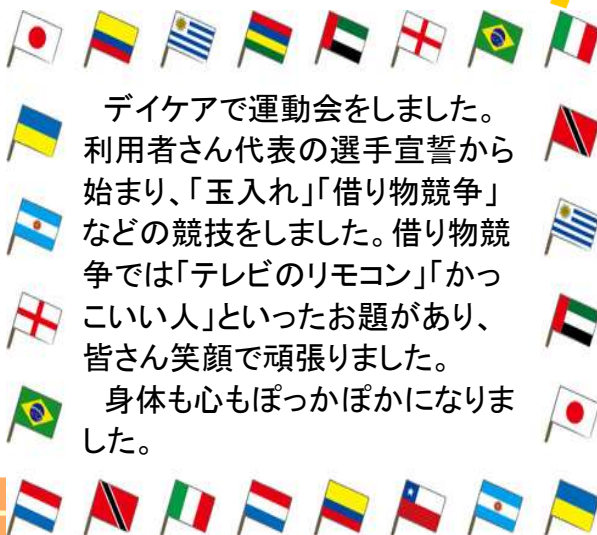 デイケアで運動会をしました。
利用者さん代表の選手宣誓から
始まり、「玉入れ」「借り物競争」
などの競技をしました。借り物競
争では「テレビのリモコン」「かっ
こいい人」といったお題があり、
皆さん笑顔で頑張りました。
　身体も心もぽっかぽかになりま
した。